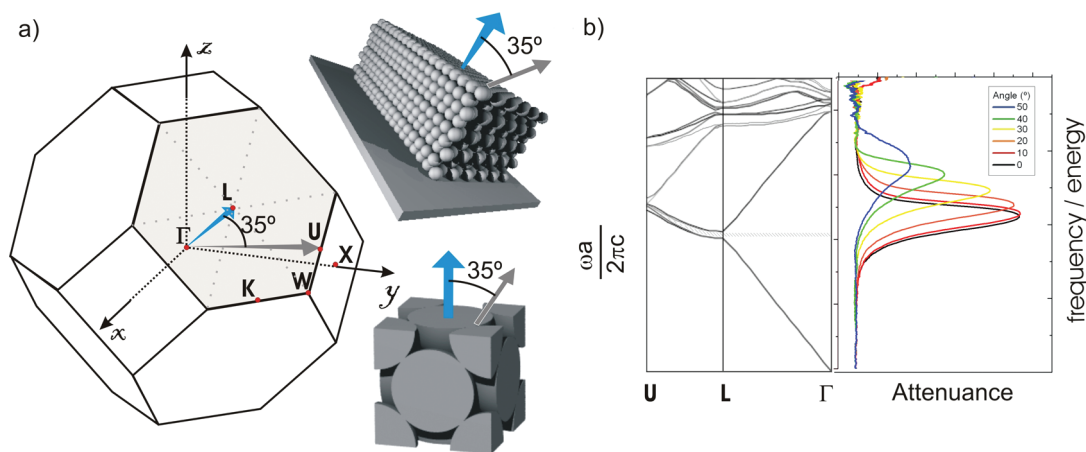 a)
z
35º
L
35º
Γ
U
X
K
W
y
x
35º
b)
ωa
2πc
U
L
Γ
Angle (º)
50
40
30
20
10
0
Attenuance
frequency / energy